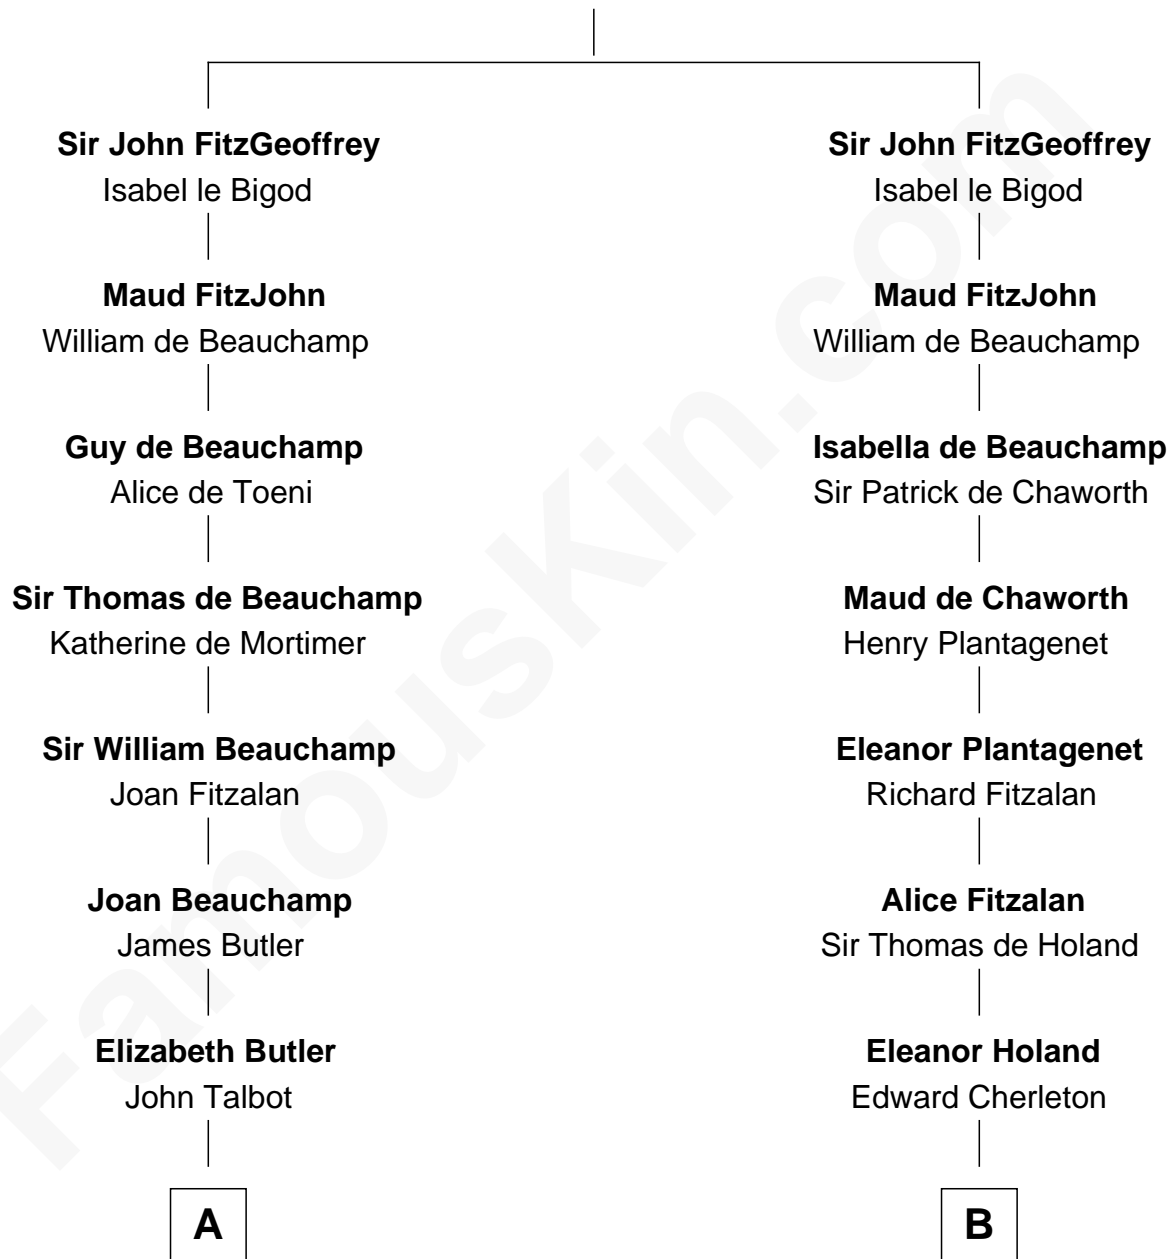 Sir John FitzGeoffrey
Isabel le Bigod
Maud FitzJohn
William de Beauchamp
Guy de Beauchamp
Alice de Toeni
Sir Thomas de Beauchamp
Katherine de Mortimer
Sir William Beauchamp
Joan Fitzalan
Joan Beauchamp
James Butler
Elizabeth Butler
John Talbot
A
Sir John FitzGeoffrey
Isabel le Bigod
Maud FitzJohn
William de Beauchamp
Isabella de Beauchamp
Sir Patrick de Chaworth
Maud de Chaworth
Henry Plantagenet
Eleanor Plantagenet
Richard Fitzalan
Alice Fitzalan
Sir Thomas de Holand
Eleanor Holand
Edward Cherleton
B
FamousKin.com